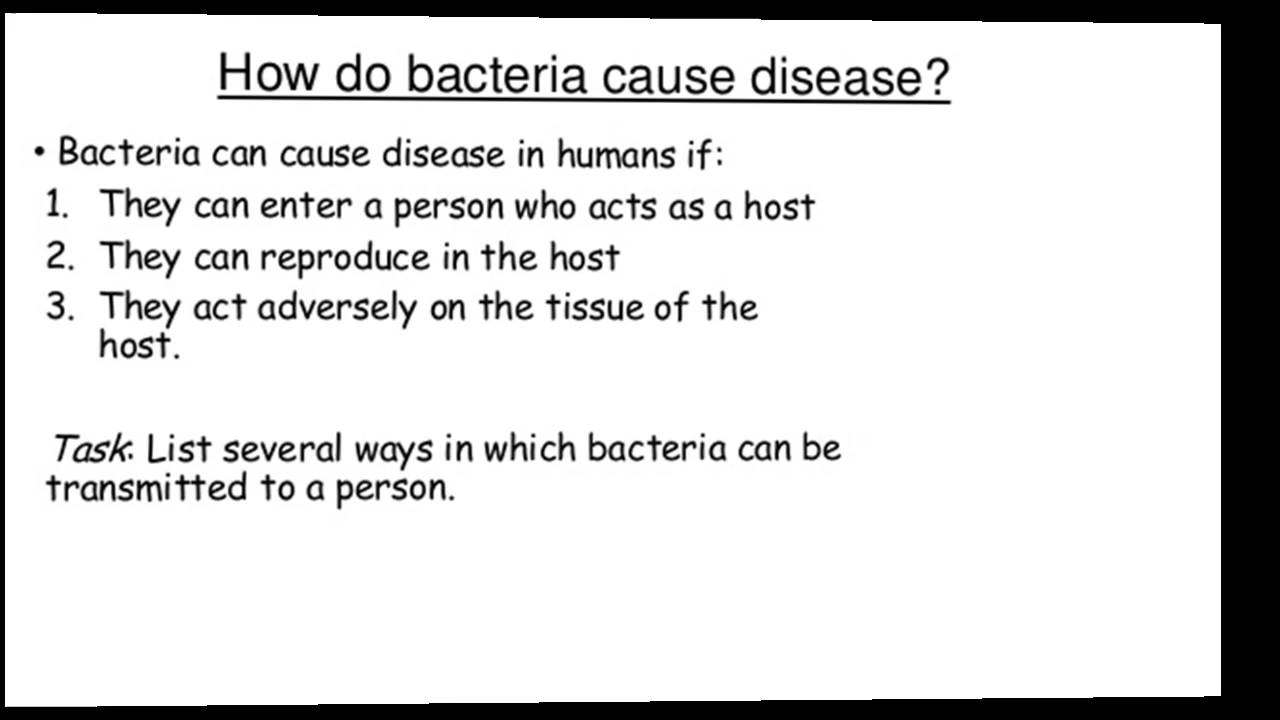 How do bacteria cause disease?
• Bacteria can cause disease in humans if:
1. They can enter a person who acts as a host
2. They can reproduce in the host
3. They act adversely on the tissue of the
host.
Task: List several ways in which bacteria can be
transmitted to a person.